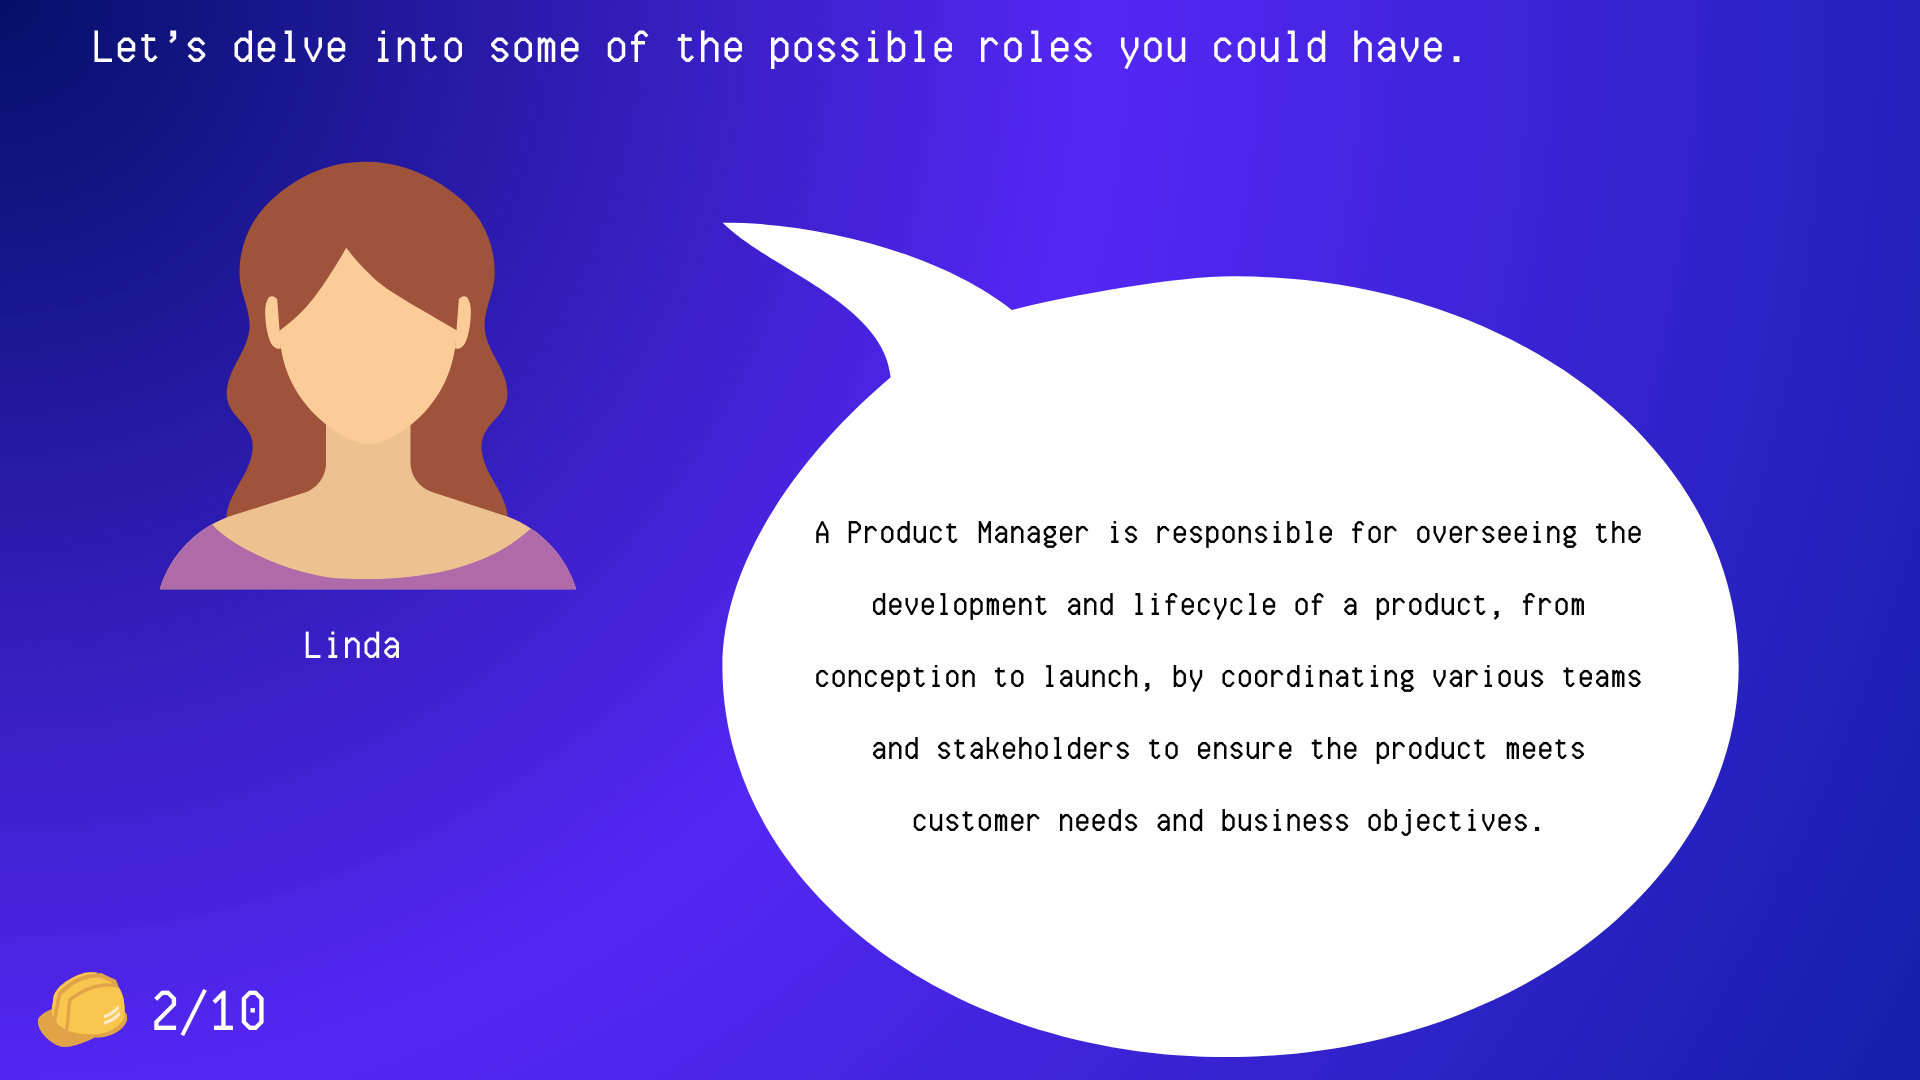 Let’s delve into some of the possible roles you could have.
A Product Manager is responsible for overseeing the
development and lifecycle of a product, from
conception to launch, by coordinating various teams
and stakeholders to ensure the product meets
customer needs and business objectives.
Linda
2/10